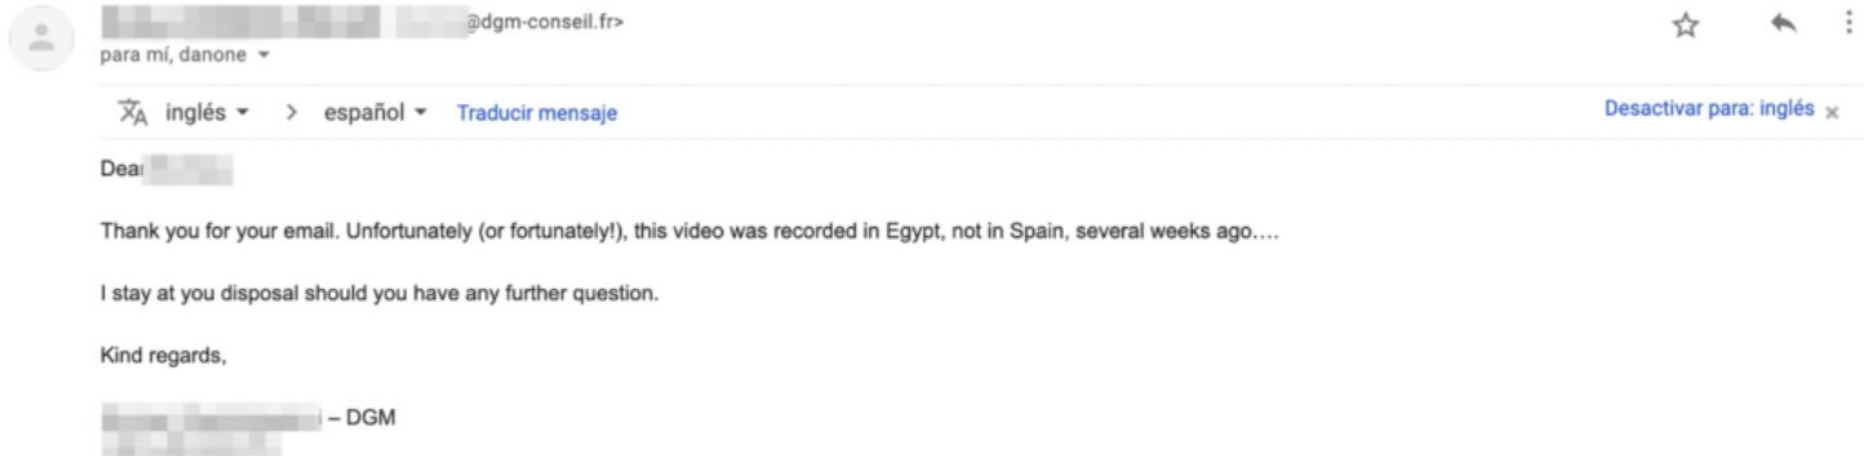 @dgm-conseil.fr>
para mí, danone
inglés > español Traducir mensaje Desactivar para: inglés ×
Dear
Thank you for your email. Unfortunately (or fortunately!), this video was recorded in Egypt, not in Spain, several weeks ago....
I stay at you disposal should you have any further question.
Kind regards,
– DGM